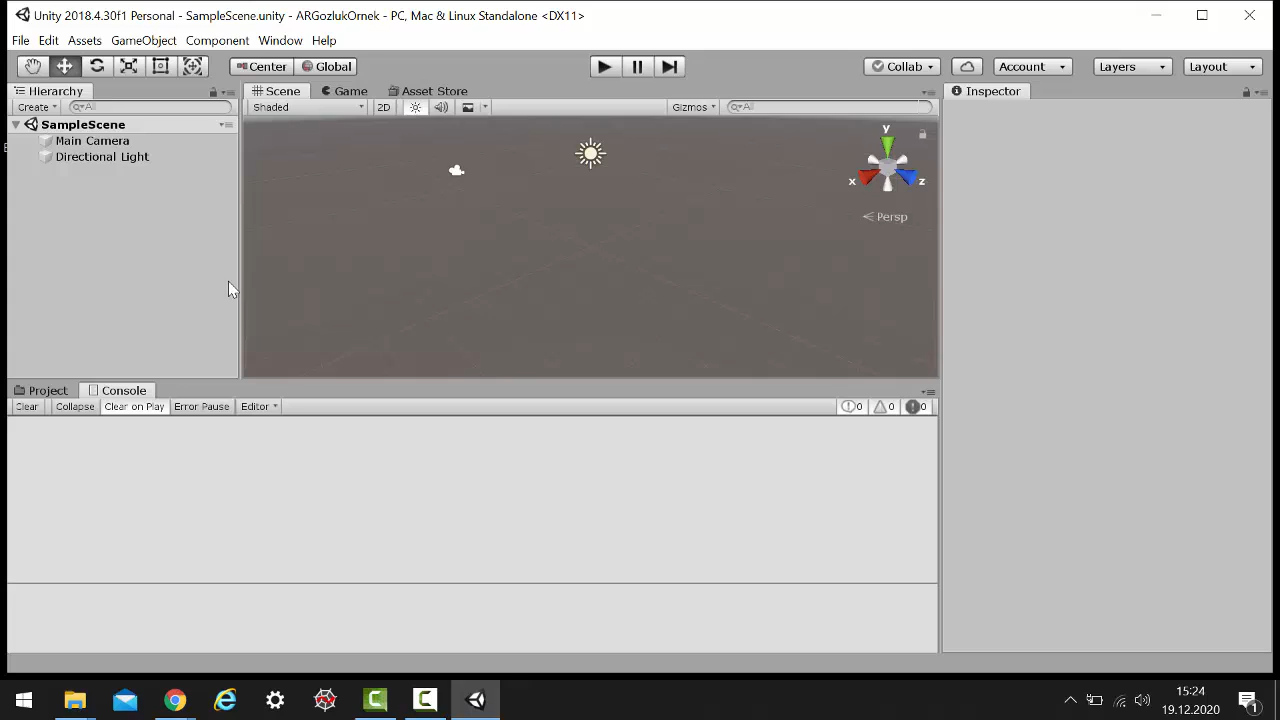 Unity 2018.4.30f1 Personal - SampleScene.unity - ARGozlukOrnek - PC, Mac & Linux Standalone <DX11>
File Edit Assets GameObject Component Window Help
Center Global Collab Account Layers Layout
Hierarchy Scene Game Asset Store Inspector
Create All Shaded 2D Gizmos All
SampleScene
Main Camera
Directional Light
y
x z
Persp
Project Console
Clear Collapse Clear on Play Error Pause Editor 0 0 0
15:24
19.12.2020
1